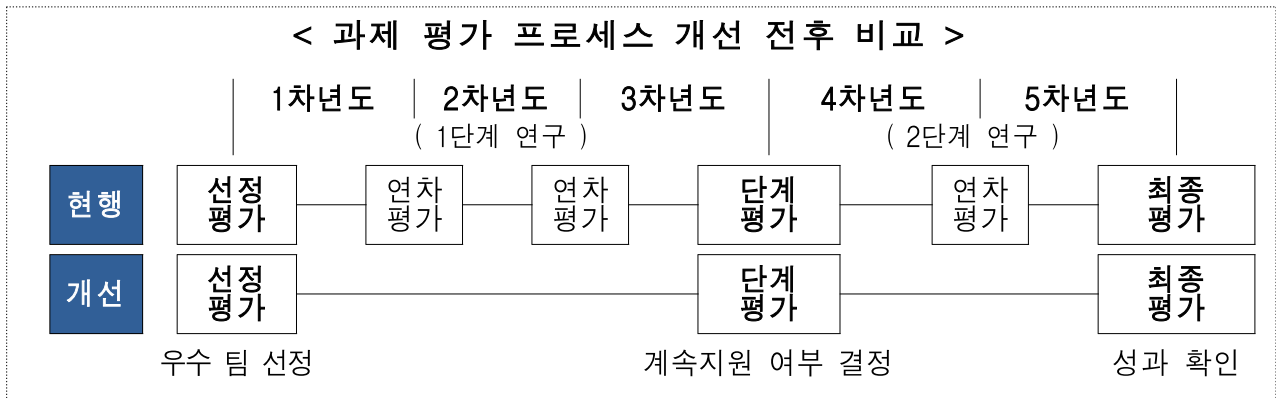 < 과제 평가 프로세스 개선 전후 비교 >
1차년도 2차년도 3차년도 4차년도 5차년도
( 1단계 연구 ) ( 2단계 연구 )
현행
선정
평가
연차
평가
연차
평가
단계
평가
연차
평가
최종
평가
개선
선정
평가
단계
평가
최종
평가
우수 팀 선정 계속지원 여부 결정 성과 확인